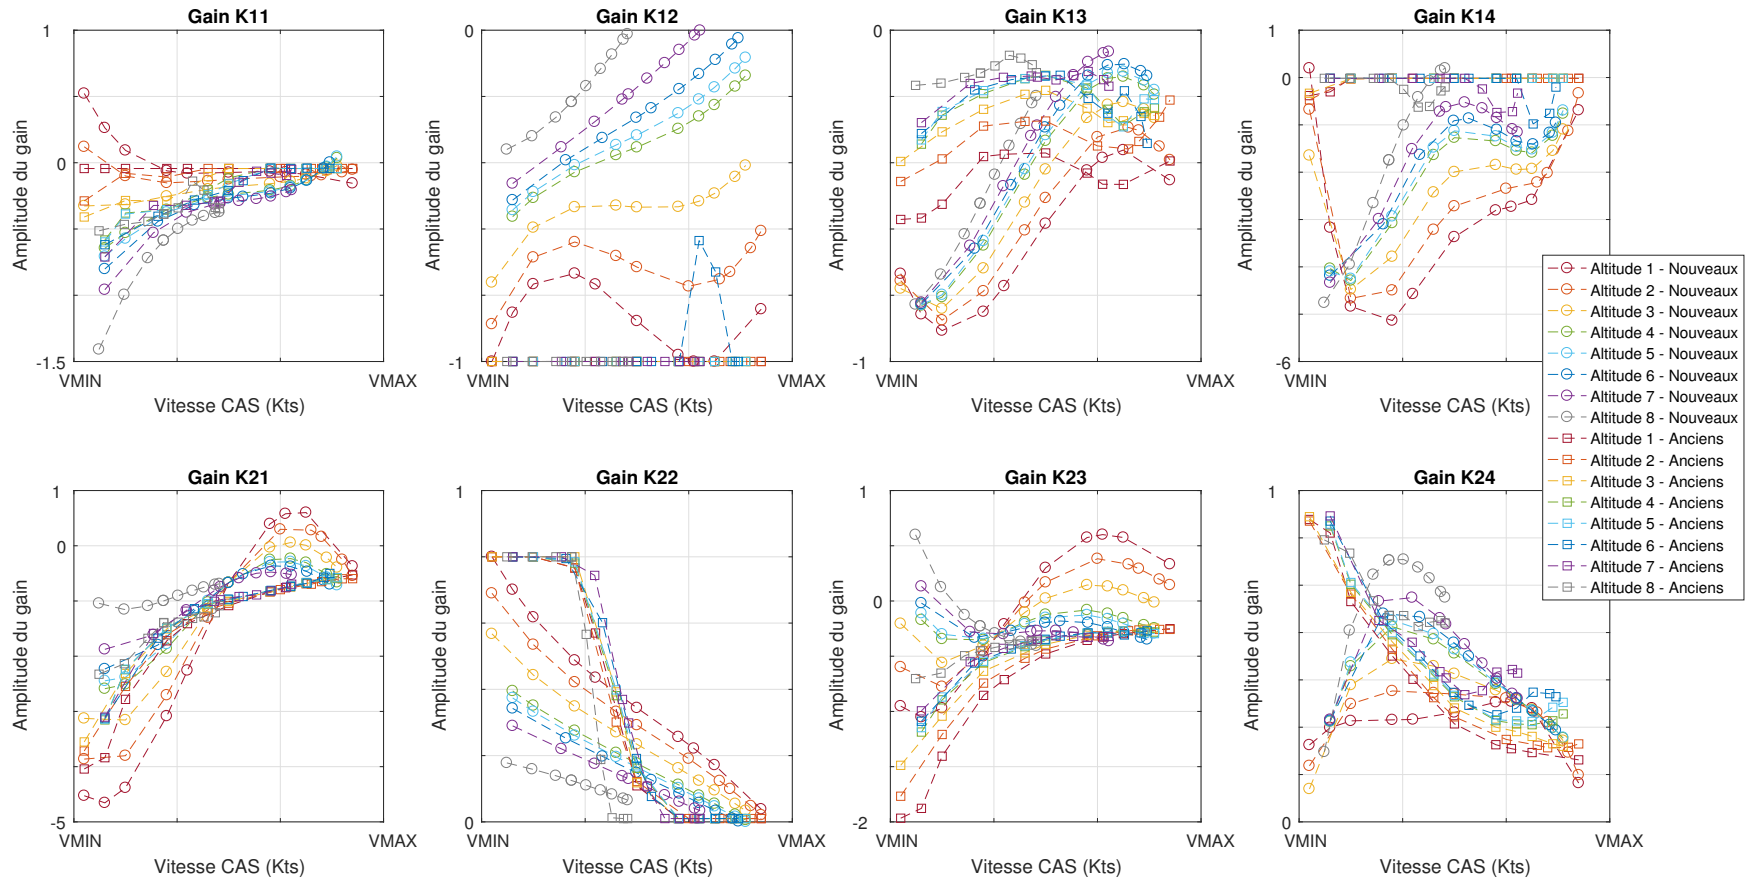 Gain K11
Gain K12
Gain K13
Gain K14
1
0
-1.5
Amplitude du gain
VMIN
VMAX
Vitesse CAS (Kts)
0
-1
Amplitude du gain
VMIN
VMAX
Vitesse CAS (Kts)
0
-1
Amplitude du gain
VMIN
VMAX
Vitesse CAS (Kts)
1
0
-6
Amplitude du gain
VMIN
Vitesse CAS (Kts)
Altitude 1 - Nouveaux
Altitude 2 - Nouveaux
Altitude 3 - Nouveaux
Altitude 4 - Nouveaux
Altitude 5 - Nouveaux
Altitude 6 - Nouveaux
Altitude 7 - Nouveaux
Altitude 8 - Nouveaux
Altitude 1 - Anciens
Altitude 2 - Anciens
Altitude 3 - Anciens
Altitude 4 - Anciens
Altitude 5 - Anciens
Altitude 6 - Anciens
Altitude 7 - Anciens
Altitude 8 - Anciens
Gain K21
Gain K22
Gain K23
Gain K24
1
0
-5
Amplitude du gain
VMIN
VMAX
Vitesse CAS (Kts)
1
0
Amplitude du gain
VMIN
VMAX
Vitesse CAS (Kts)
1
0
-2
Amplitude du gain
VMIN
VMAX
Vitesse CAS (Kts)
1
0
Amplitude du gain
VMIN
VMAX
Vitesse CAS (Kts)